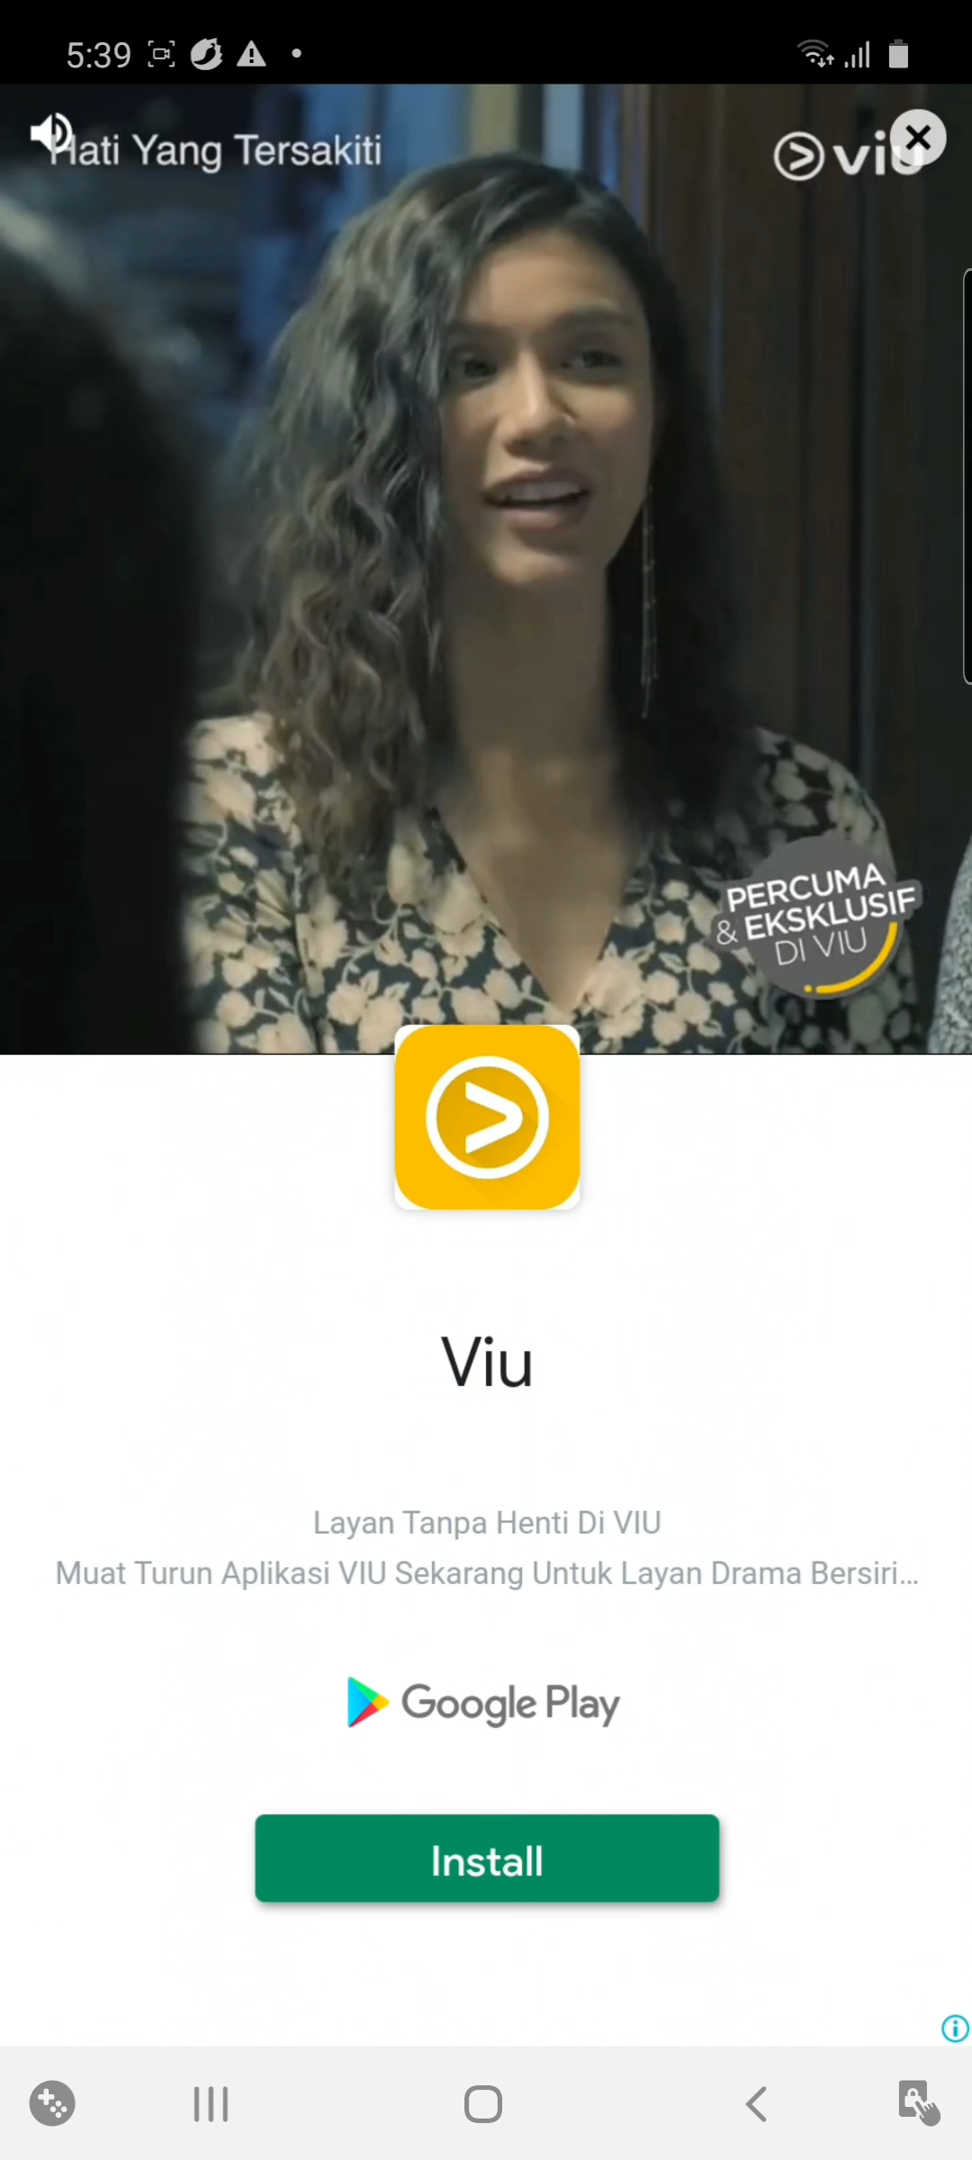 5:39
Hati Yang Tersakiti
viu
PERCUMA
& EKSKLUSIF
DI VIU
Viu
Layan Tanpa Henti Di VIU
Muat Turun Aplikasi VIU Sekarang Untuk Layan Drama Bersiri...
Google Play
Install